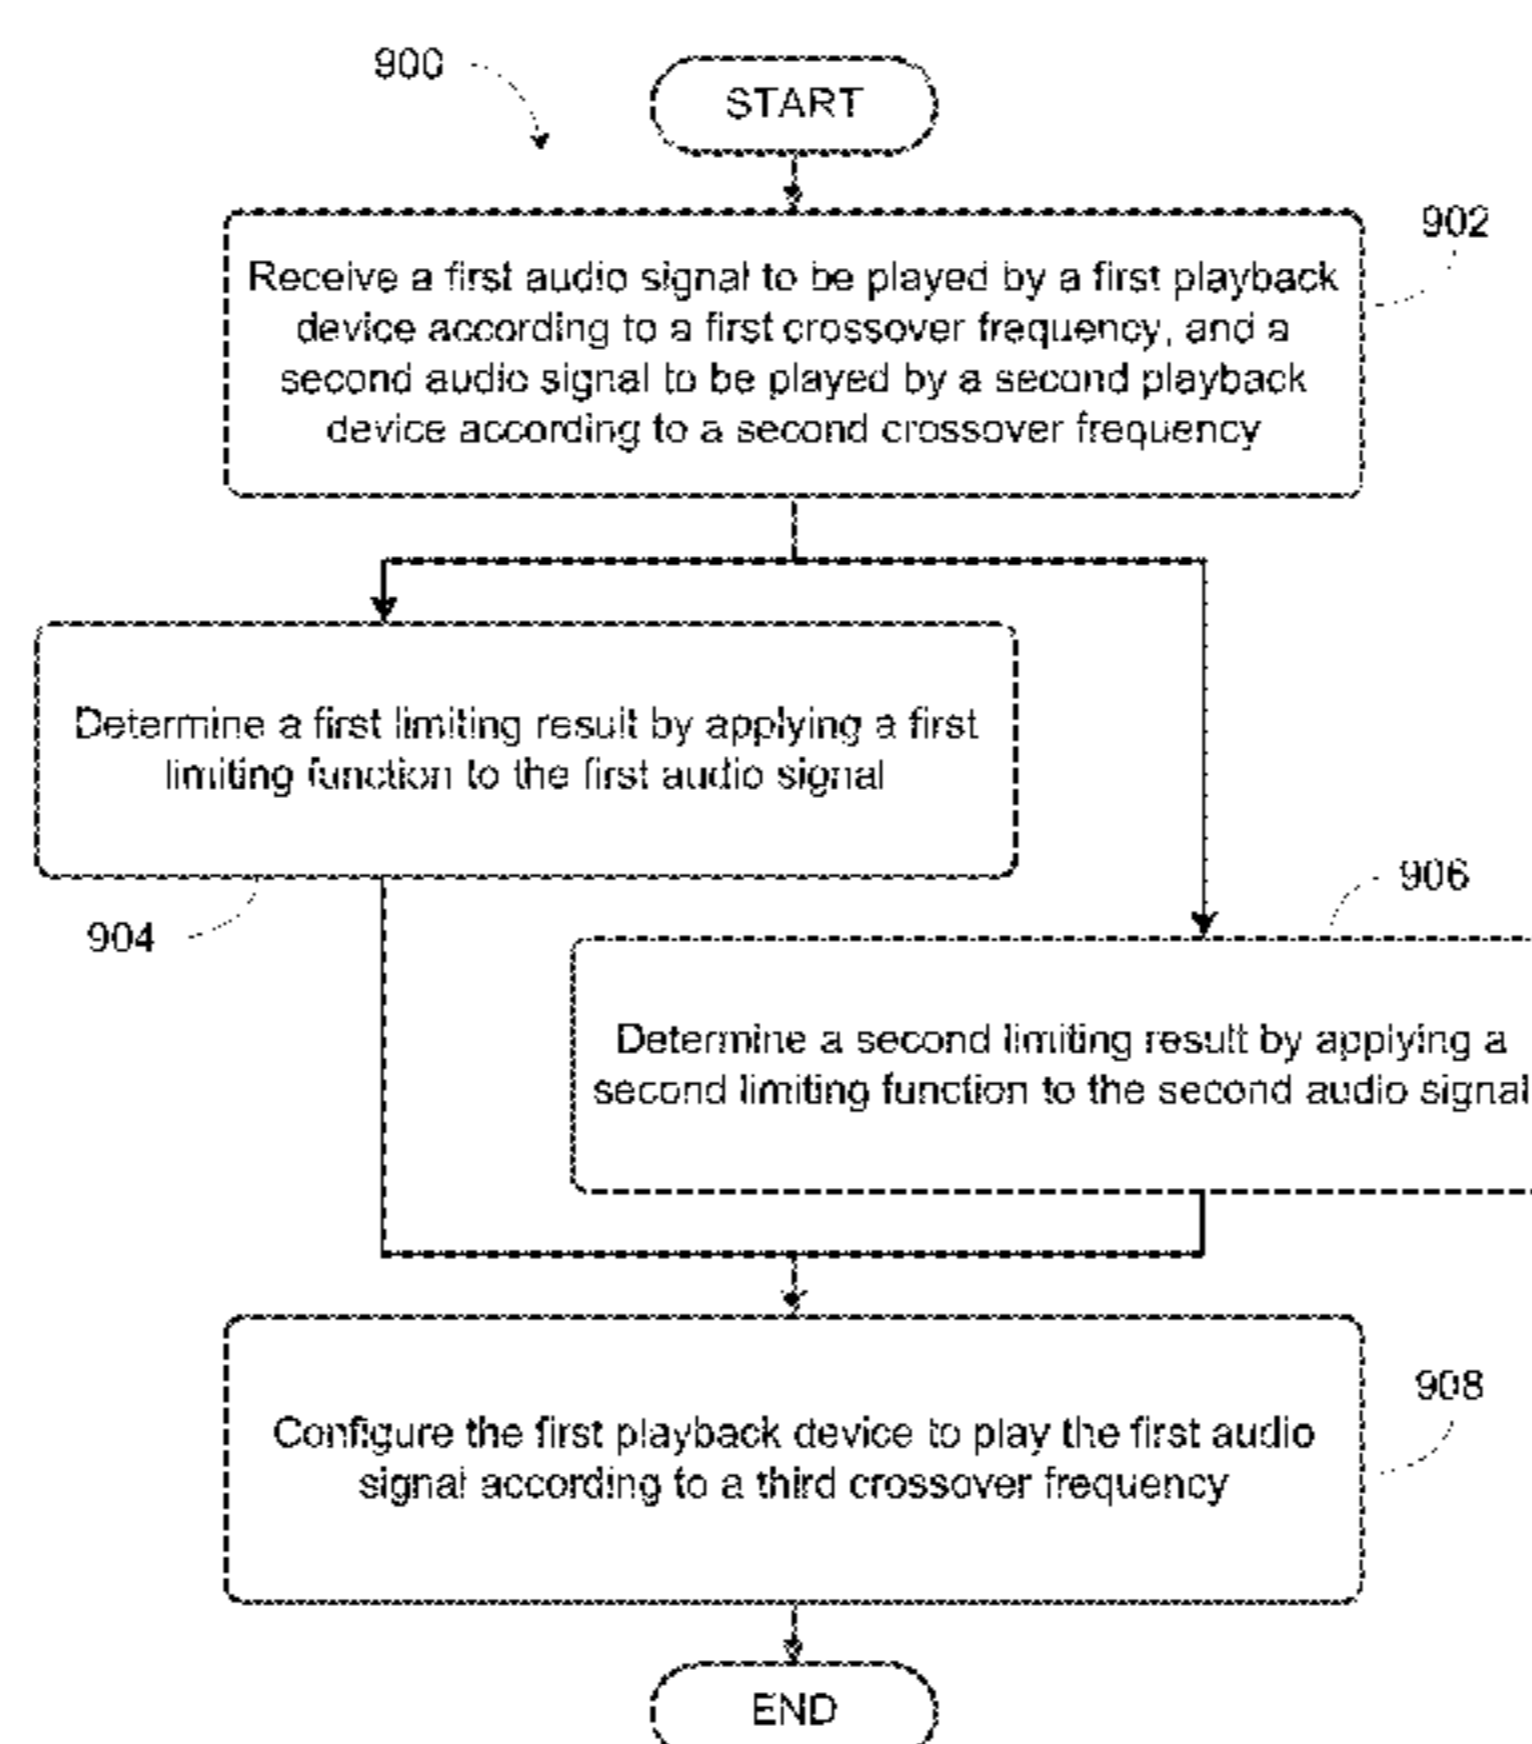 900
START
902
Receive a first audio signal to be played by a first playback
device according to a first crossover frequency, and a
second audio signal to be played by a second playback
device according to a second crossover frequency
Determine a first limiting result by applying a first
limiting function to the first audio signal
904
906
Determine a second limiting result by applying a
second limiting function to the second audio signal
908
Configure the first playback device to play the first audio
signal according to a third crossover frequency
END